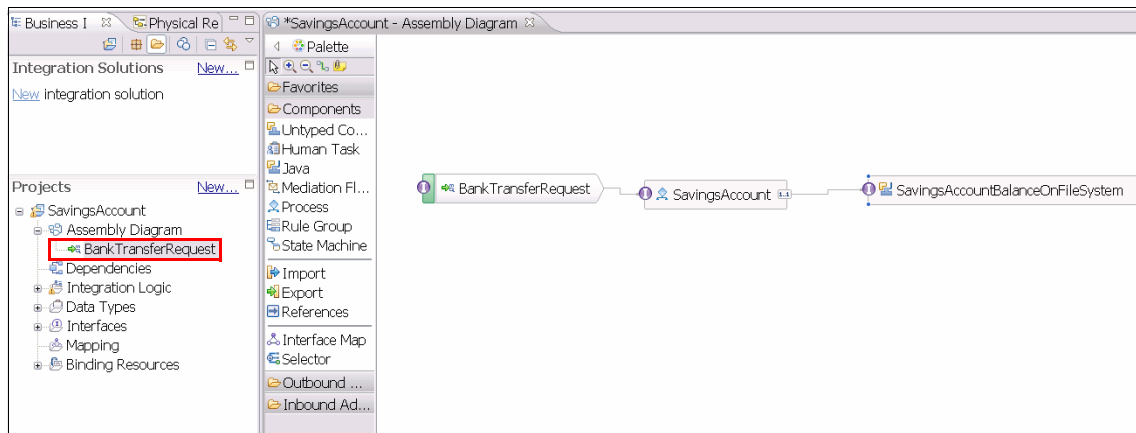 Business I
Physical Re
*SavingsAccount - Assembly Diagram
Integration Solutions New...
New integration solution
Projects New...
SavingsAccount
Assembly Diagram
BankTransferRequest
Dependencies
Integration Logic
Data Types
Interfaces
Mapping
Binding Resources
Palette
Favorites
Components
Untyped Co...
Human Task
Java
Mediation Fl...
Process
Rule Group
State Machine
Import
Export
References
Interface Map
Selector
Outbound ...
Inbound Ad...
BankTransferRequest
SavingsAccount 1..1
SavingsAccountBalanceOnFileSystem